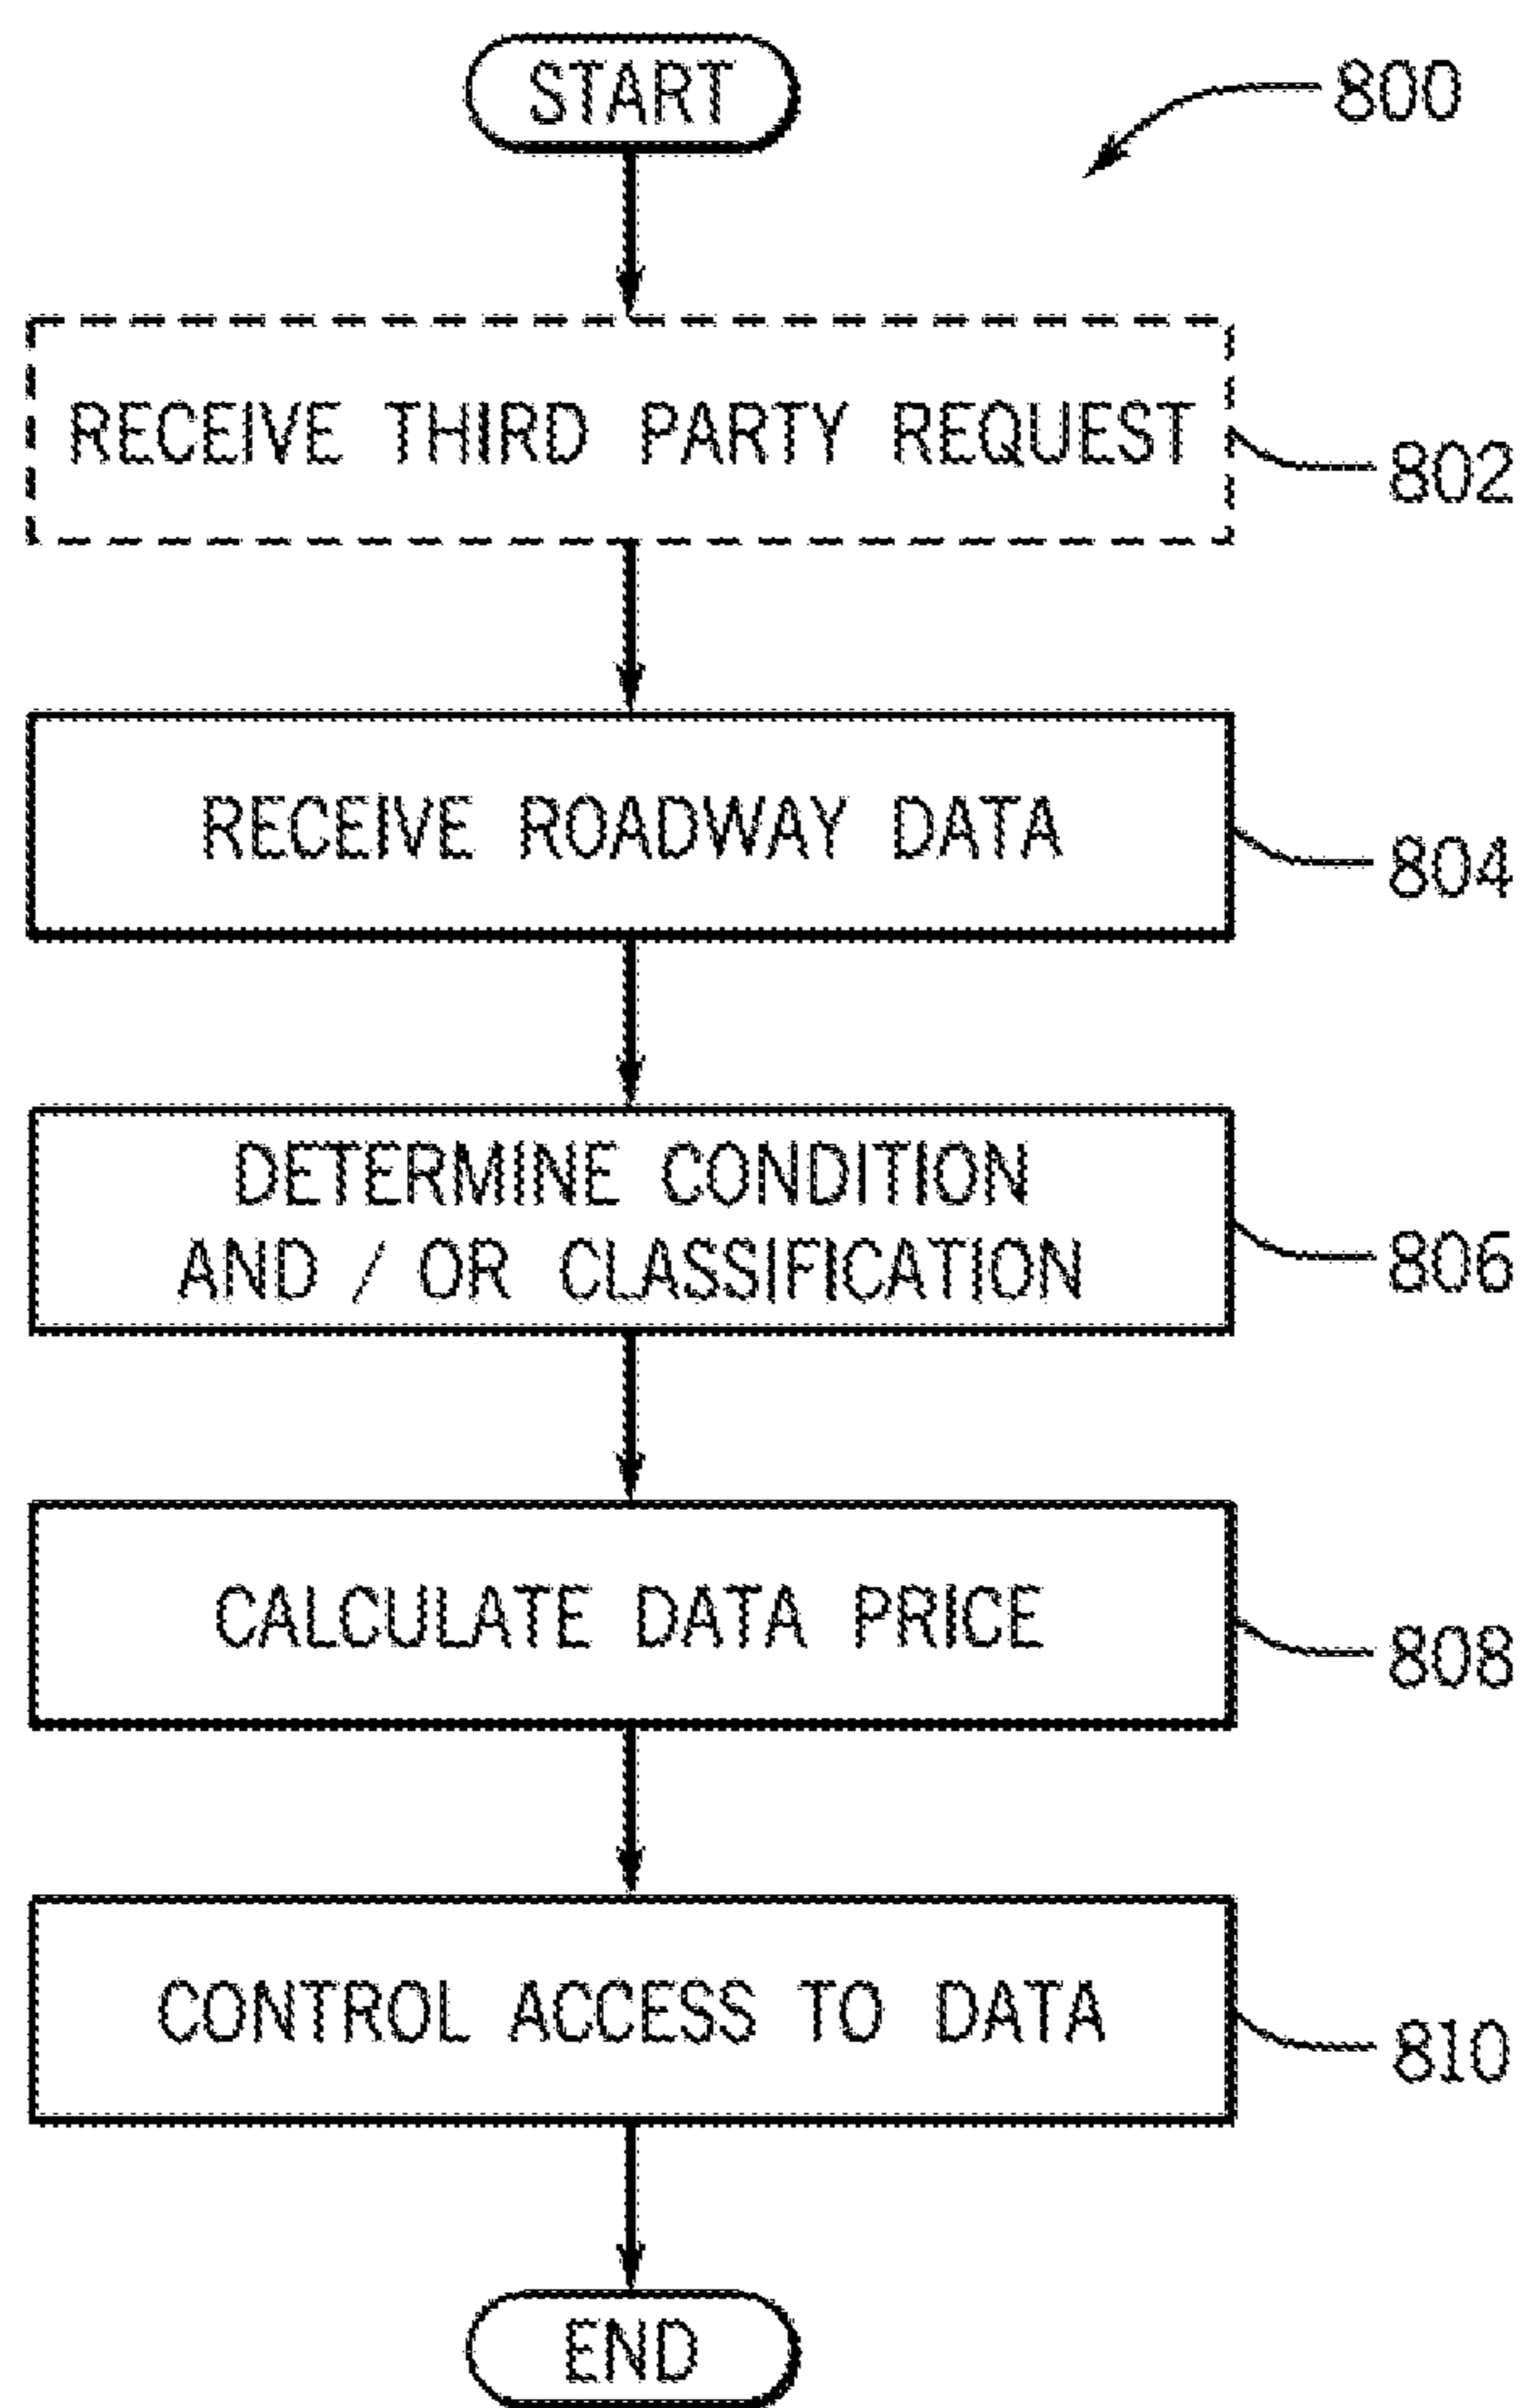 START
800
RECEIVE THIRD PARTY REQUEST
802
RECEIVE ROADWAY DATA
804
DETERMINE CONDITION
AND / OR CLASSIFICATION
806
CALCULATE DATA PRICE
808
CONTROL ACCESS TO DATA
810
END